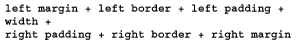 left margin + left border + left padding +
width +
right padding + right border + right margin